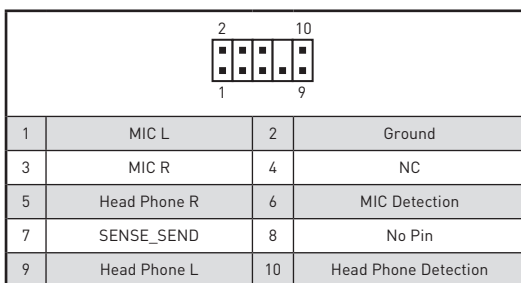 2 10
1 9
1 MIC L 2 Ground
3 MIC R 4 NC
5 Head Phone R 6 MIC Detection
7 SENSE_SEND 8 No Pin
9 Head Phone L 10 Head Phone Detection